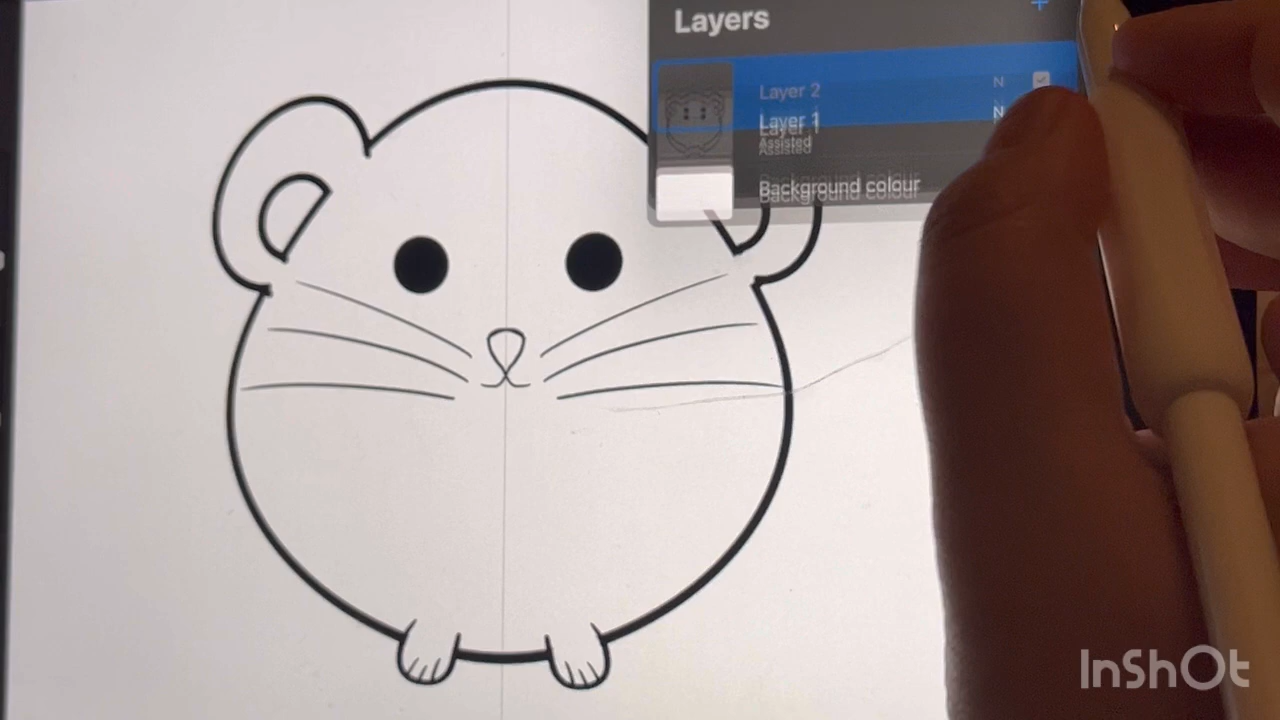 Layers
Layer 2
N
Layer 1
N
Assisted
Background colour
InShOt